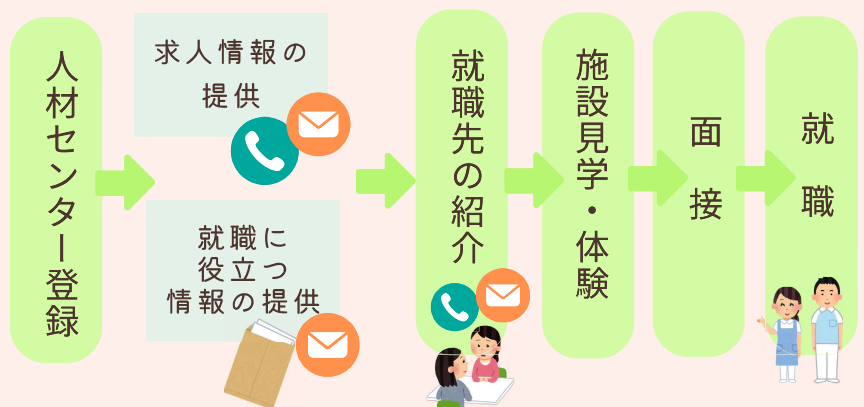 人材センター登録
求人情報の
提供
就職に
役立つ
情報の提供
就職先の紹介
施設見学・体験
面接
就職